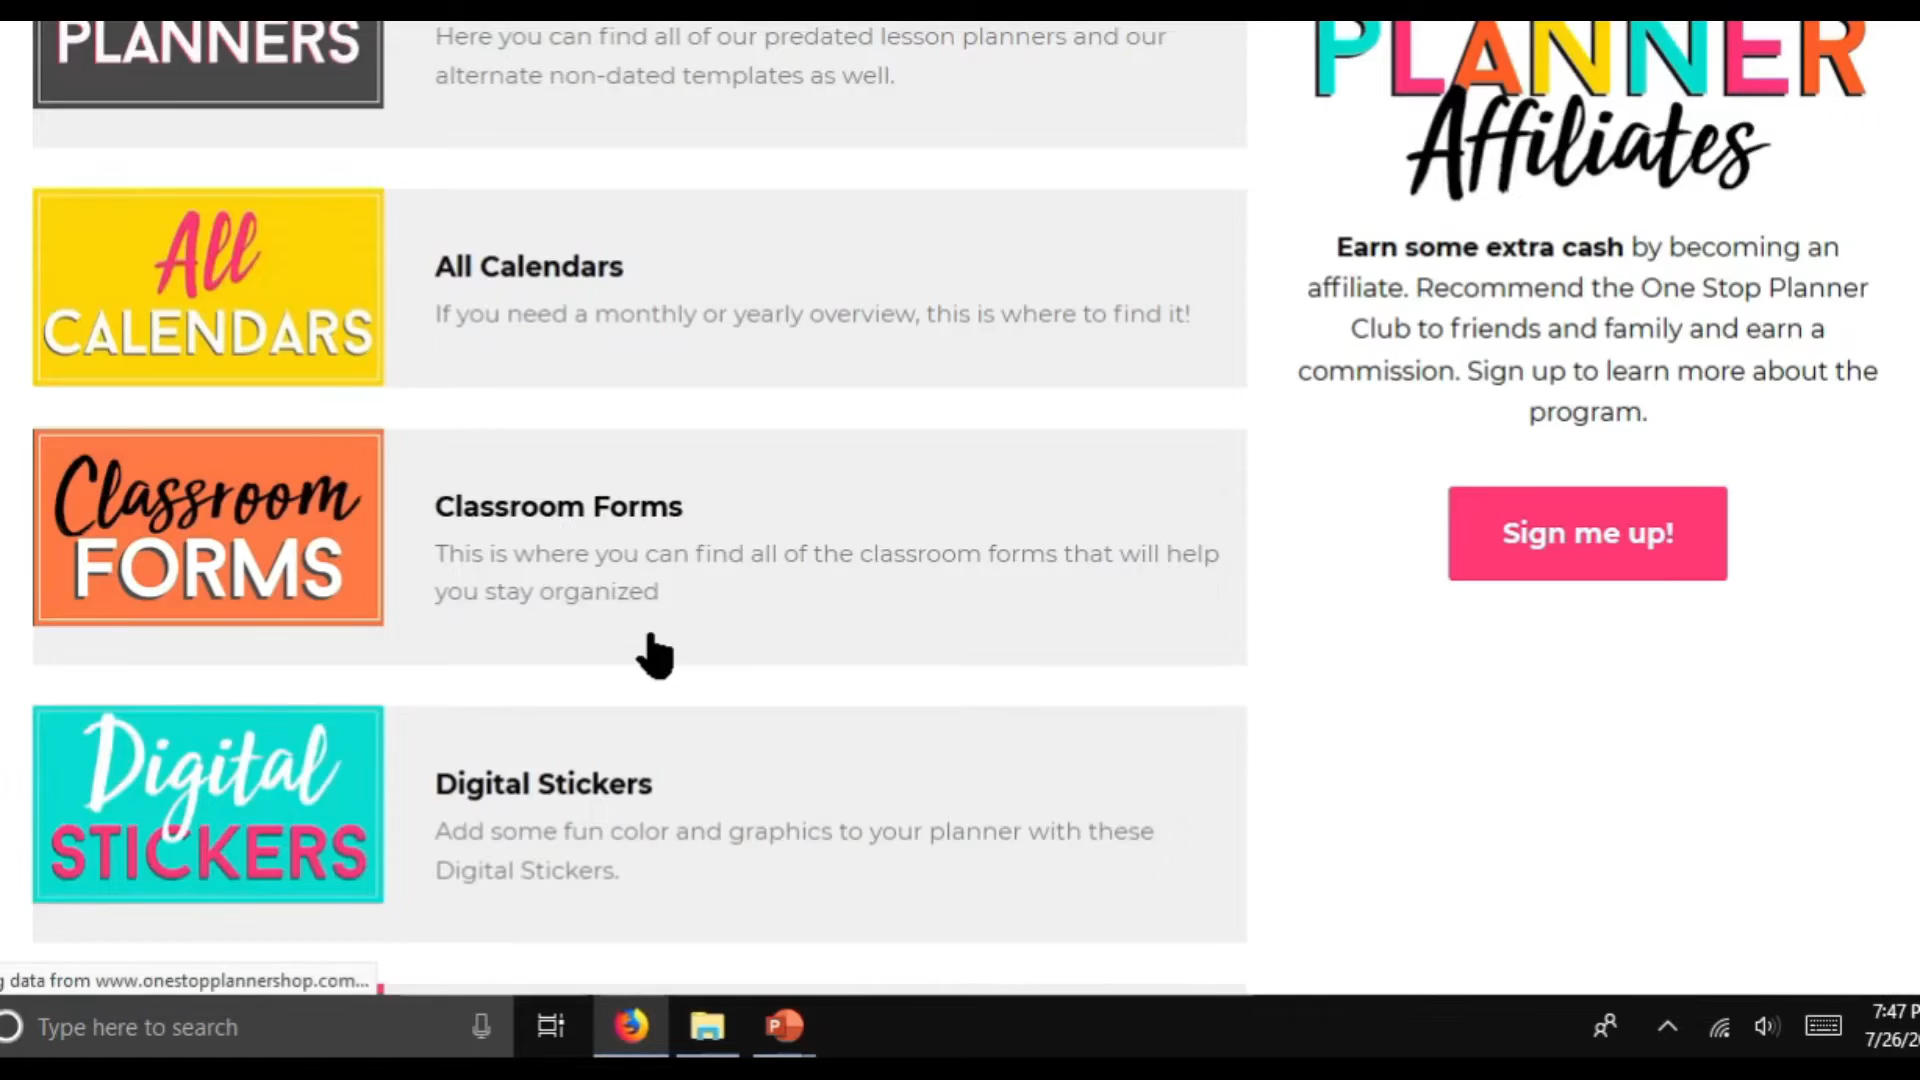 PLANNERS
Here you can find all of our predated lesson planners and our
alternate non-dated templates as well.
All
CALENDARS
All Calendars
If you need a monthly or yearly overview, this is where to find it!
Classroom
FORMS
Classroom Forms
This is where you can find all of the classroom forms that will help
you stay organized
Digital
STICKERS
Digital Stickers
Add some fun color and graphics to your planner with these
Digital Stickers.
PLANNER
Affiliates
Earn some extra cash by becoming an
affiliate. Recommend the One Stop Planner
Club to friends and family and earn a
commission. Sign up to learn more about the
program.
Sign me up!
g data from www.onestopplannershop.com...
Type here to search
7:47 P
7/26/20